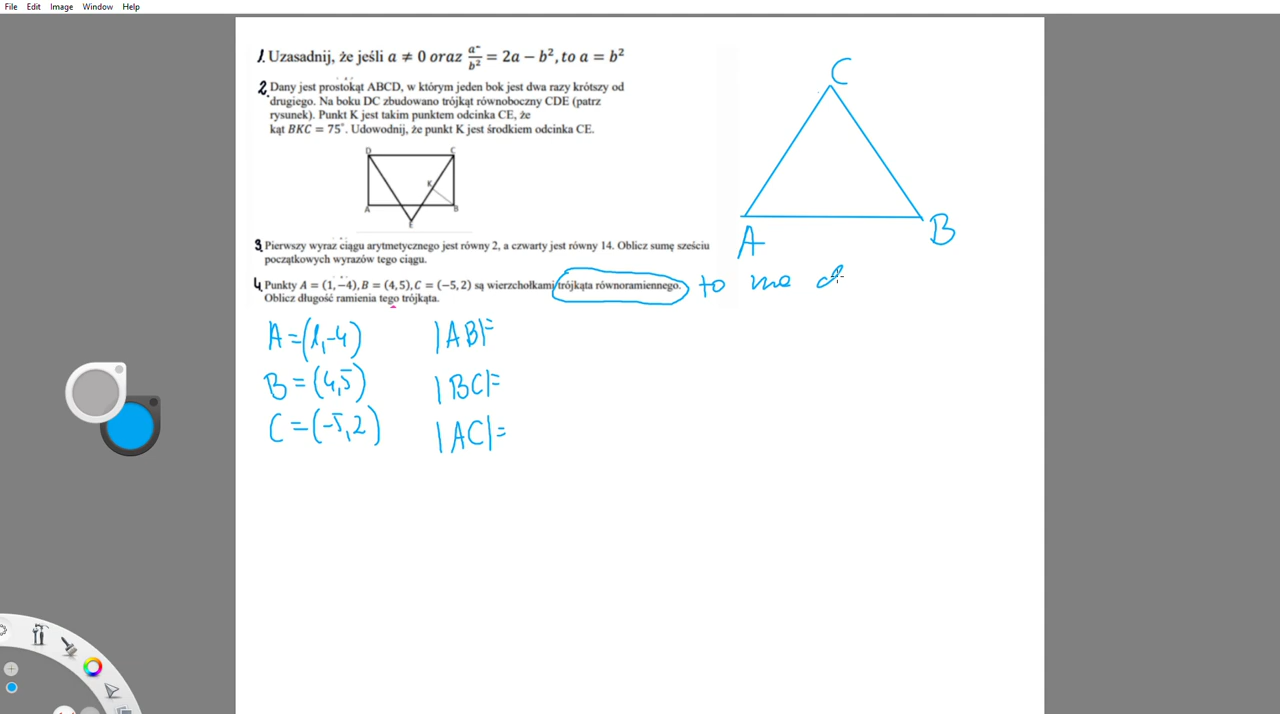 File Edit Image Window Help
1. Uzasadnij, że jeśli a ≠ 0 oraz a²/b² = 2a − b², to a = b²
2. Dany jest prostokąt ABCD, w którym jeden bok jest dwa razy krótszy od
drugiego. Na boku DC zbudowano trójkąt równoboczny CDE (patrz
rysunek). Punkt K jest takim punktem odcinka CE, że
kąt BKC = 75°. Udowodnij, że punkt K jest środkiem odcinka CE.
D C
K
A B
E
3. Pierwszy wyraz ciągu arytmetycznego jest równy 2, a czwarty jest równy 14. Oblicz sumę sześciu
początkowych wyrazów tego ciągu.
4. Punkty A = (1, −4), B = (4, 5), C = (−5, 2) są wierzchołkami trójkąta równoramiennego.
Oblicz długość ramienia tego trójkąta.
to ma
C
A B
A = (1, -4) |AB| =
B = (4, 5) |BC| =
C = (-5, 2) |AC| =